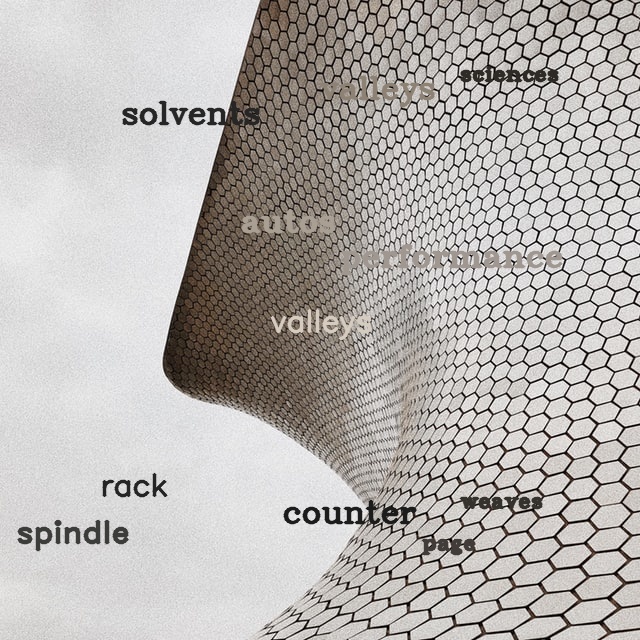 sciences
valleys
solvents
autos
performance
valleys
rack
weaves
counter
spindle
page